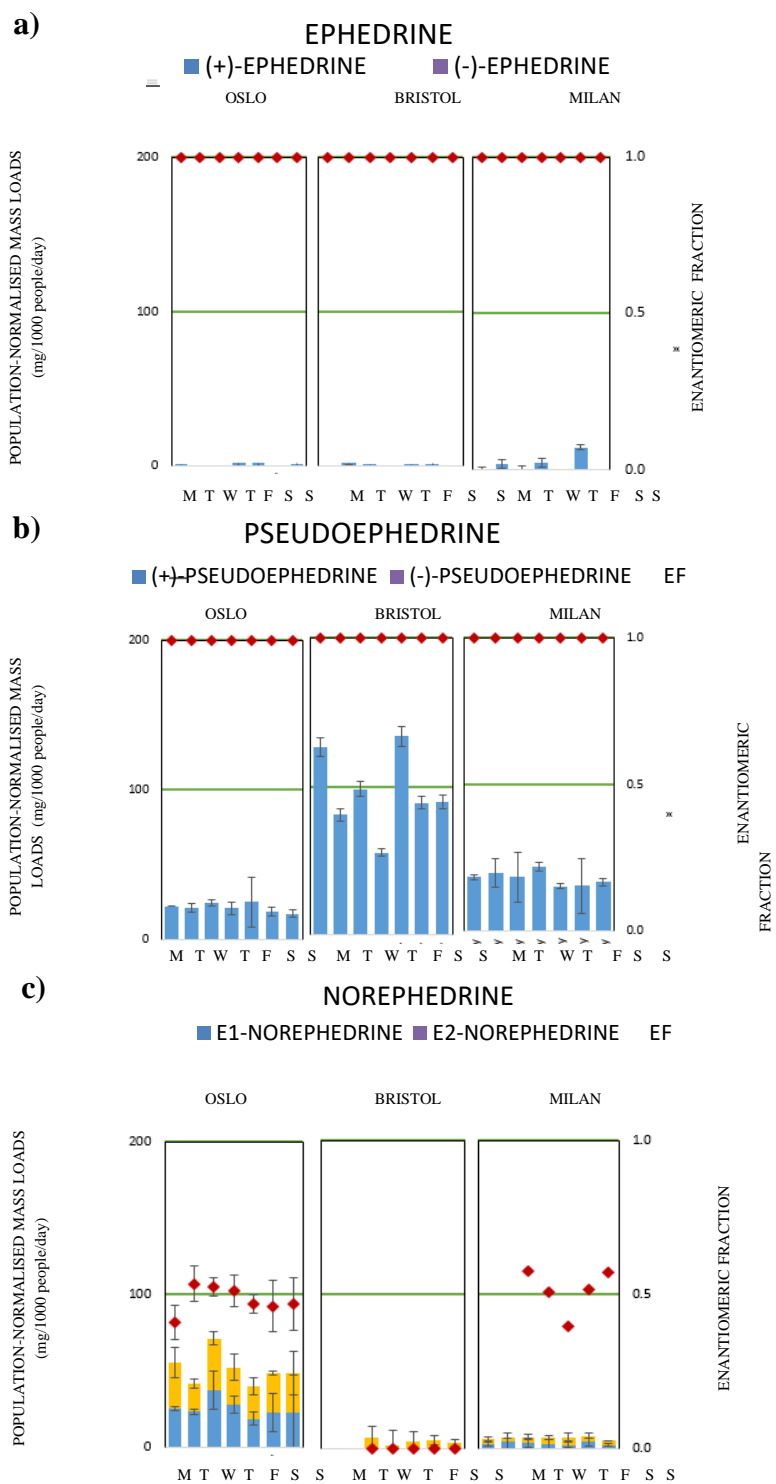 a)
EPHEDRINE
(+)-EPHEDRINE (-)-EPHEDRINE
OSLO BRISTOL MILAN
POPULATION-NORMALISED MASS LOADS
(mg/1000 people/day)
200
100
0
1.0
0.5
0.0
ENANTIOMERIC FRACTION
M T W T F S S M T W T F S S M T W T F S S
b)
PSEUDOEPHEDRINE
(+)-PSEUDOEPHEDRINE (-)-PSEUDOEPHEDRINE EF
OSLO BRISTOL MILAN
POPULATION-NORMALISED MASS
LOADS (mg/1000 people/day)
200
100
0
1.0
0.5
0.0
ENANTIOMERIC
FRACTION
M T W T F S S M T W T F S S M T W T F S S
c)
NOREPHEDRINE
E1-NOREPHEDRINE E2-NOREPHEDRINE EF
OSLO BRISTOL MILAN
POPULATION-NORMALISED MASS LOADS
(mg/1000 people/day)
200
100
0
1.0
0.5
0.0
ENANTIOMERIC FRACTION
M T W T F S S M T W T F S S M T W T F S S